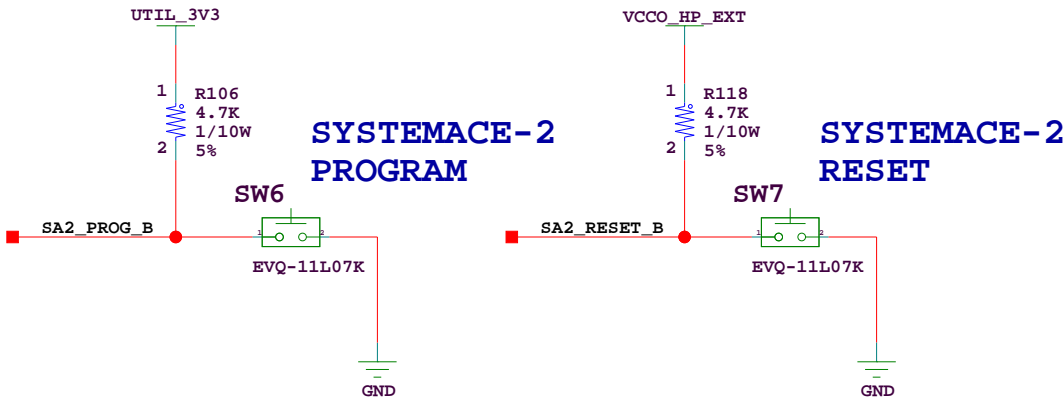 UTIL_3V3
1
R106
4.7K
1/10W
5%
2
SYSTEMACE-2
PROGRAM
SW6
SA2_PROG_B
1
2
EVQ-11L07K
GND
VCCO_HP_EXT
1
R118
4.7K
1/10W
5%
2
SYSTEMACE-2
RESET
SW7
SA2_RESET_B
1
2
EVQ-11L07K
GND